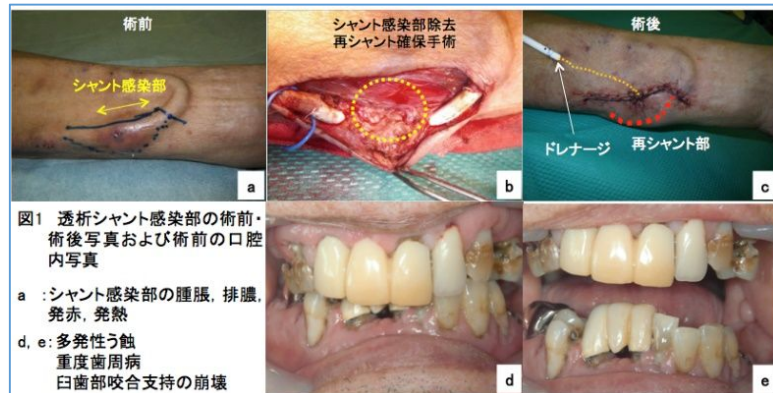 術前
シャント感染部
a
シャント感染部除去
再シャント確保手術
b
術後
ドレナージ
再シャント部
c
図1 透析シャント感染部の術前・
術後写真および術前の口腔
内写真
a :シャント感染部の腫脹, 排膿,
発赤, 発熱
d, e: 多発性う蝕
重度歯周病
臼歯部咬合支持の崩壊
d
e